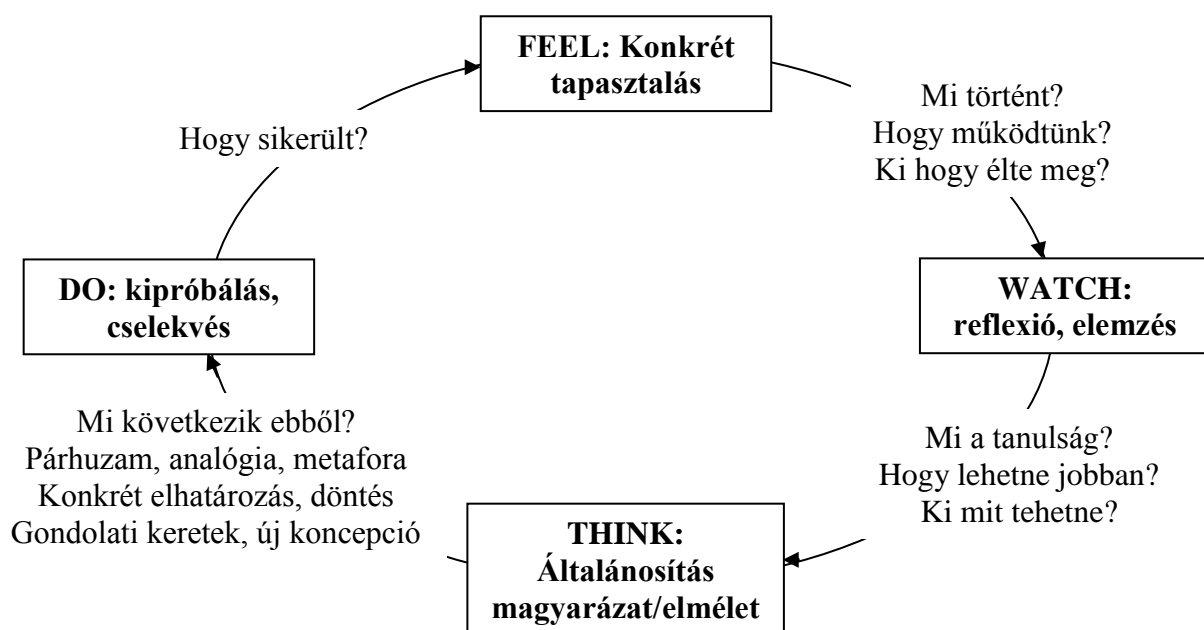 FEEL: Konkrét
tapasztalás
Mi történt?
Hogy működtünk?
Ki hogy élte meg?
WATCH:
reflexió, elemzés
Mi a tanulság?
Hogy lehetne jobban?
Ki mit tehetne?
THINK:
Általánosítás
magyarázat/elmélet
Mi következik ebből?
Párhuzam, analógia, metafora
Konkrét elhatározás, döntés
Gondolati keretek, új koncepció
DO: kipróbálás,
cselekvés
Hogy sikerült?